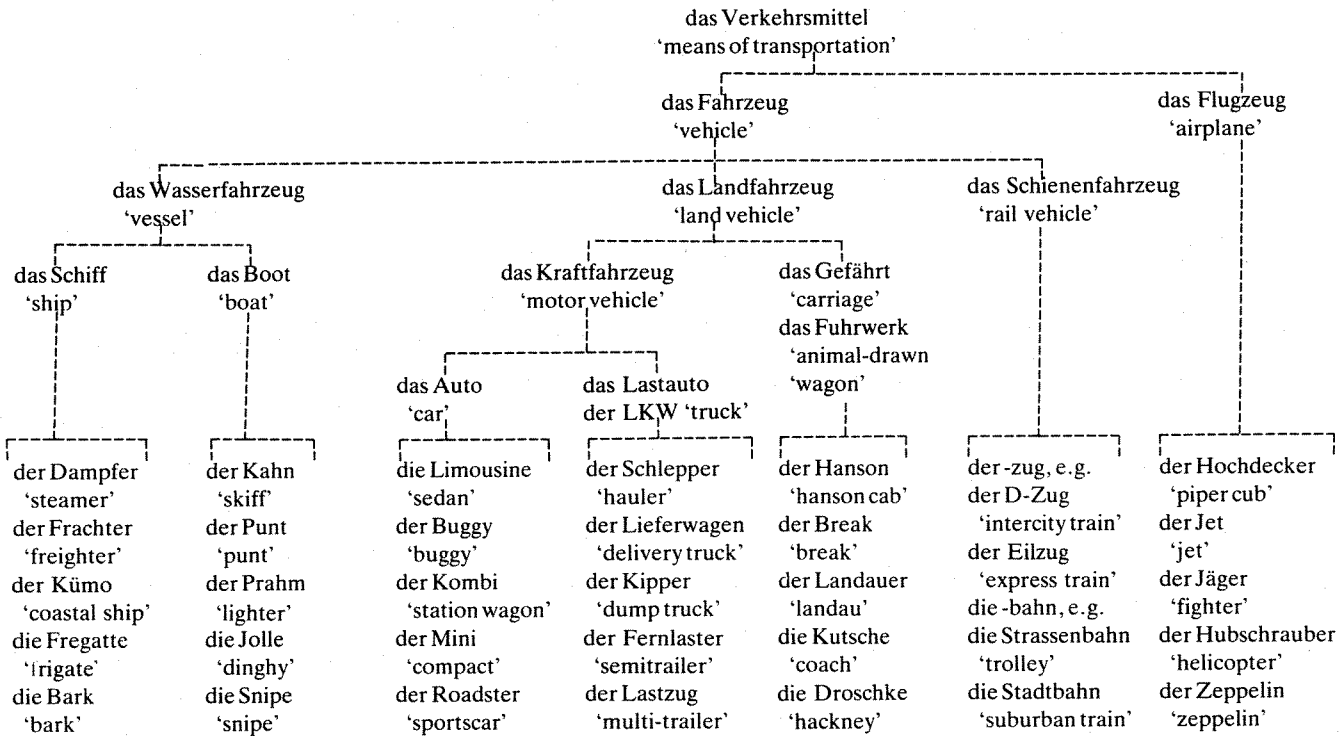 das Verkehrsmittel
‘means of transportation’
das Fahrzeug
‘vehicle’
das Flugzeug
‘airplane’
das Wasserfahrzeug
‘vessel’
das Landfahrzeug
‘land vehicle’
das Schienenfahrzeug
‘rail vehicle’
das Schiff
‘ship’
das Boot
‘boat’
das Kraftfahrzeug
‘motor vehicle’
das Gefährt
‘carriage’
das Fuhrwerk
‘animal-drawn
‘wagon’
das Auto
‘car’
das Lastauto
der LKW ‘truck’
der Dampfer
‘steamer’
der Frachter
‘freighter’
der Kümo
‘coastal ship’
die Fregatte
‘frigate’
die Bark
‘bark’
der Kahn
‘skiff’
der Punt
‘punt’
der Prahm
‘lighter’
die Jolle
‘dinghy’
die Snipe
‘snipe’
die Limousine
‘sedan’
der Buggy
‘buggy’
der Kombi
‘station wagon’
der Mini
‘compact’
der Roadster
‘sportscar’
der Schlepper
‘hauler’
der Lieferwagen
‘delivery truck’
der Kipper
‘dump truck’
der Fernlaster
‘semitrailer’
der Lastzug
‘multi-trailer’
der Hanson
‘hanson cab’
der Break
‘break’
der Landauer
‘landau’
die Kutsche
‘coach’
die Droschke
‘hackney’
der -zug, e.g.
der D-Zug
‘intercity train’
der Eilzug
‘express train’
die -bahn, e.g.
die Strassenbahn
‘trolley’
die Stadtbahn
‘suburban train’
der Hochdecker
‘piper cub’
der Jet
‘jet’
der Jäger
‘fighter’
der Hubschrauber
‘helicopter’
der Zeppelin
‘zeppelin’